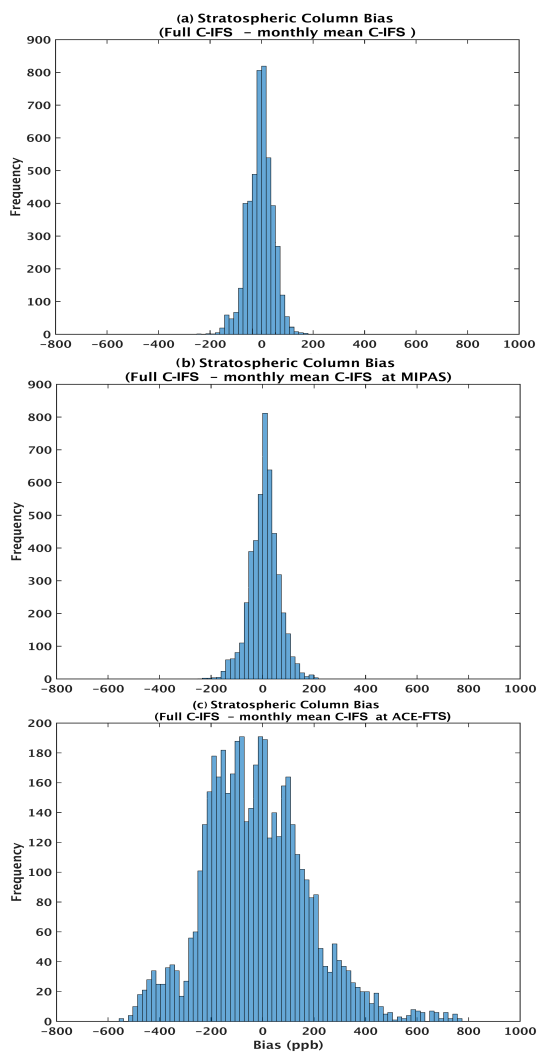 (a) Stratospheric Column Bias
(Full C-IFS - monthly mean C-IFS )
900
800
700
600
500
400
300
200
100
0
Frequency
-800 -600 -400 -200 0 200 400 600 800 1000
(b) Stratospheric Column Bias
(Full C-IFS - monthly mean C-IFS at MIPAS)
900
800
700
600
500
400
300
200
100
0
Frequency
-800 -600 -400 -200 0 200 400 600 800 1000
(c) Stratospheric Column Bias
(Full C-IFS - monthly mean C-IFS at ACE-FTS)
200
180
160
140
120
100
80
60
40
20
0
Frequency
-800 -600 -400 -200 0 200 400 600 800 1000
Bias (ppb)